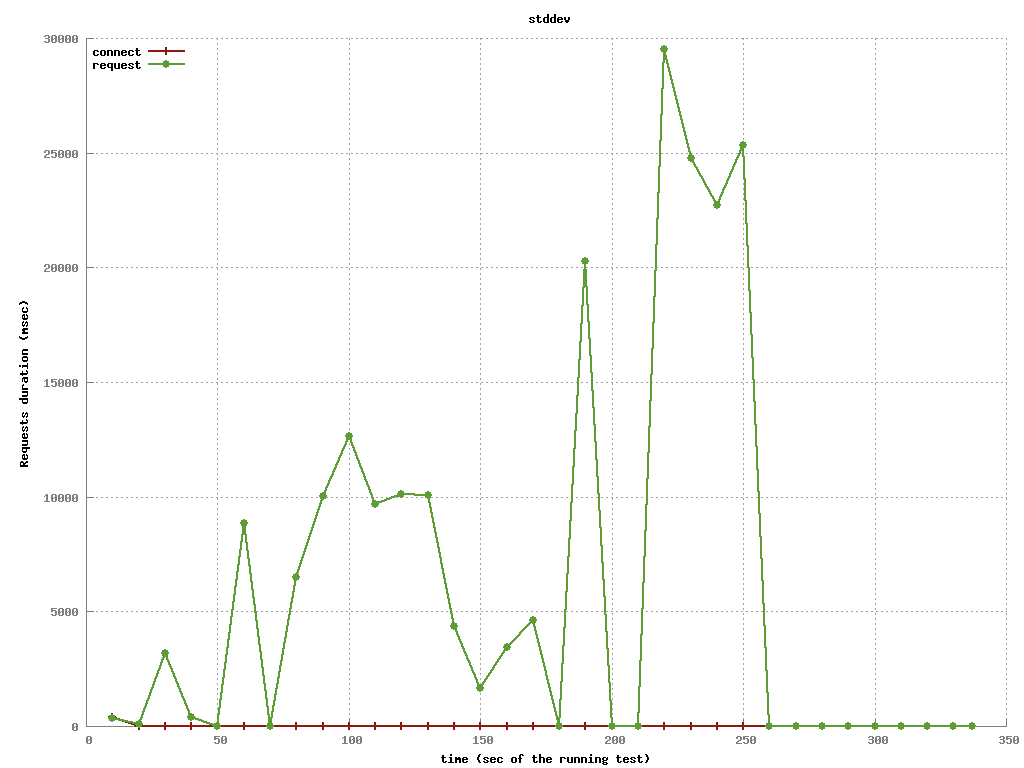 stddev
connect
request
30000
25000
20000
15000
10000
5000
0
Requests duration (msec)
0 50 100 150 200 250 300 350
time (sec of the running test)